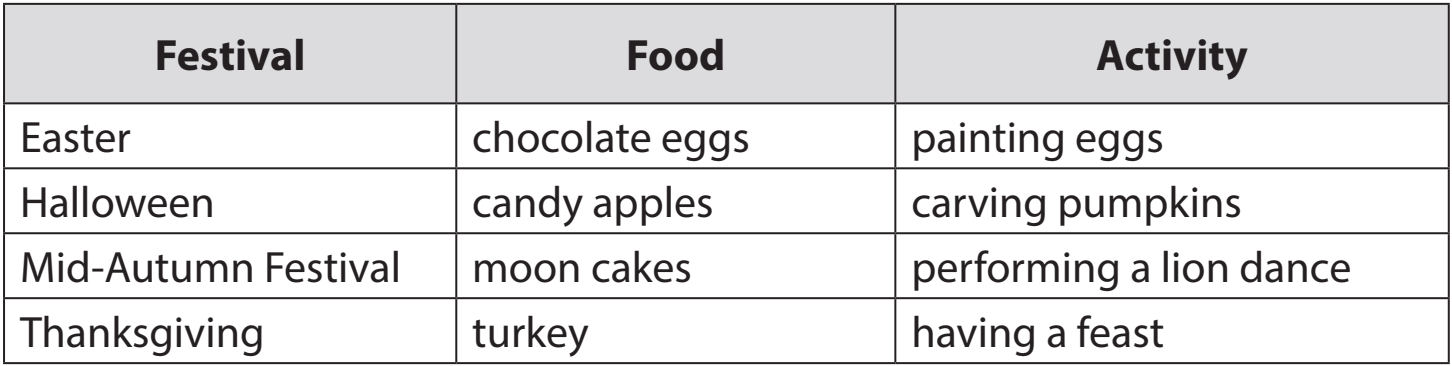 Festival Food Activity
Easter chocolate eggs painting eggs
Halloween candy apples carving pumpkins
Mid-Autumn Festival moon cakes performing a lion dance
Thanksgiving turkey having a feast